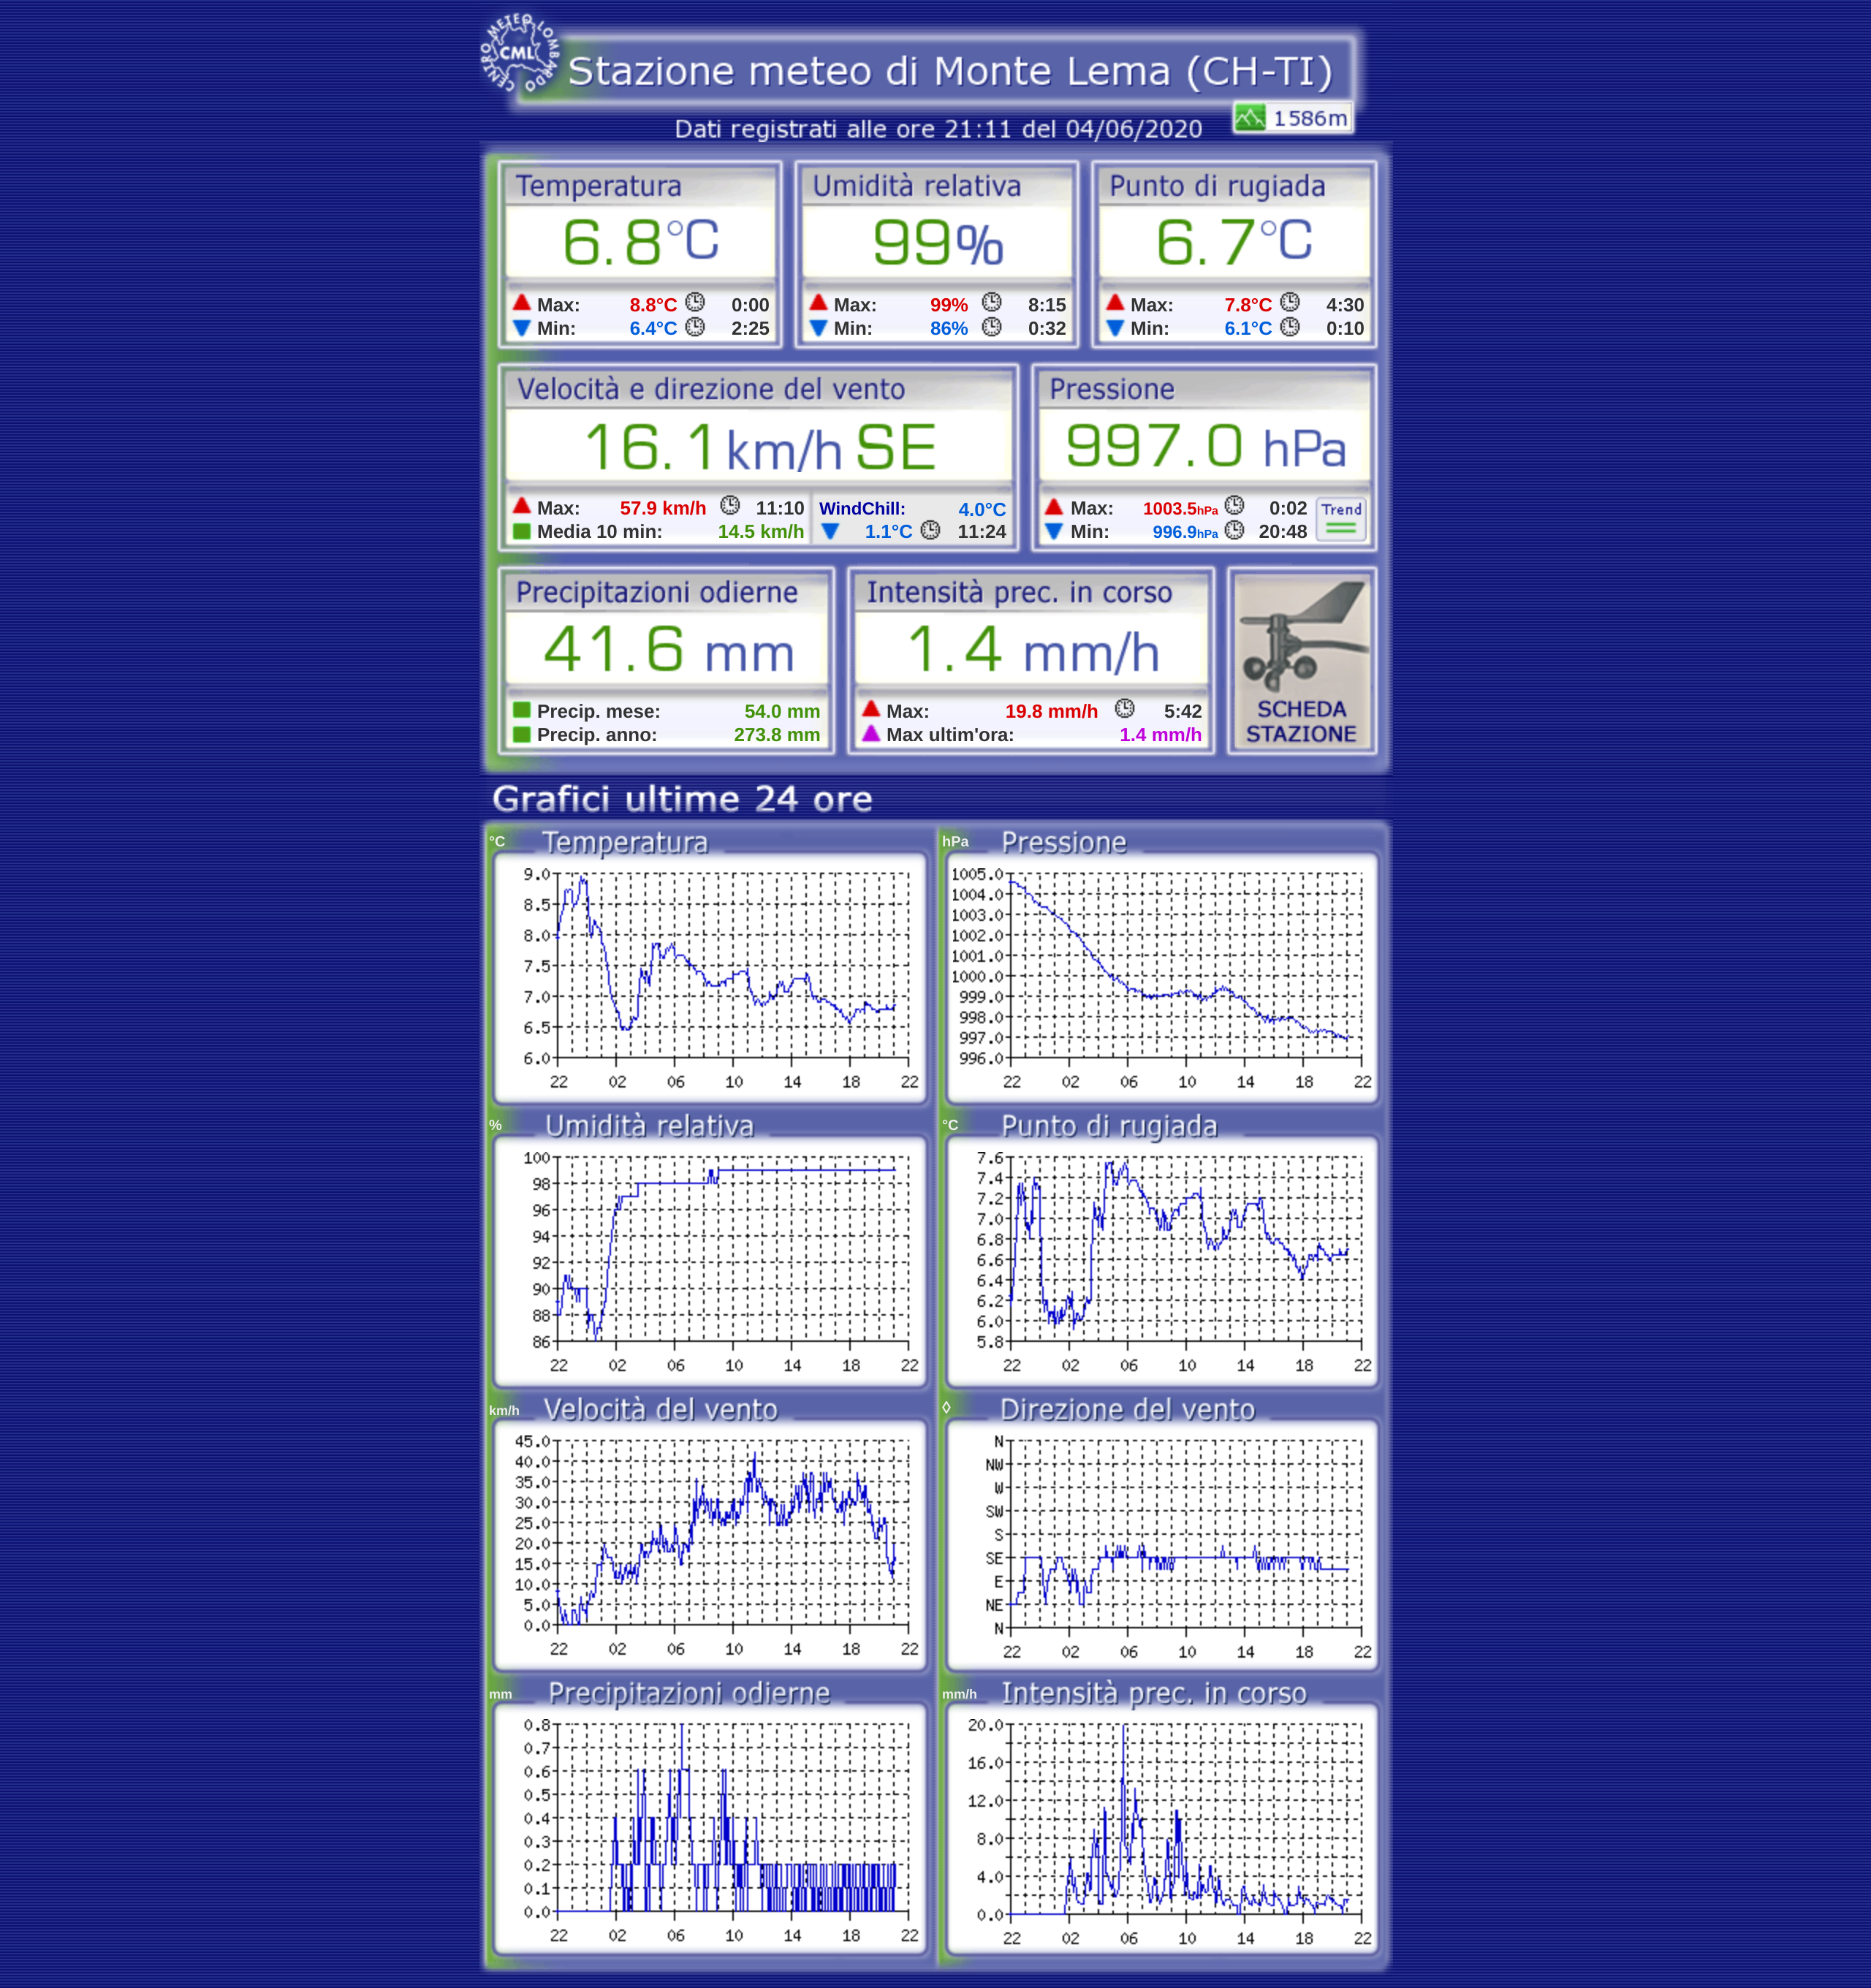 CENTRO METEO LOMBARDO
CML
Stazione meteo di Monte Lema (CH-TI)
1586m
Dati registrati alle ore 21:11 del 04/06/2020
Temperatura Umidità relativa Punto di rugiada
6.8°C 99% 6.7°C
Max: 8.8°C 0:00 Max: 99% 8:15 Max: 7.8°C 4:30
Min: 6.4°C 2:25 Min: 86% 0:32 Min: 6.1°C 0:10
Velocità e direzione del vento Pressione
16.1 km/h SE 997.0 hPa
Max: 57.9 km/h 11:10 WindChill: 4.0°C Max: 1003.5hPa 0:02 Trend
Media 10 min: 14.5 km/h 1.1°C 11:24 Min: 996.9hPa 20:48
Precipitazioni odierne Intensità prec. in corso
41.6 mm 1.4 mm/h
Precip. mese: 54.0 mm Max: 19.8 mm/h 5:42 SCHEDA
Precip. anno: 273.8 mm Max ultim'ora: 1.4 mm/h STAZIONE
Grafici ultime 24 ore
°C Temperatura
9.0
8.5
8.0
7.5
7.0
6.5
6.0
22 02 06 10 14 18 22
hPa Pressione
1005.0
1004.0
1003.0
1002.0
1001.0
1000.0
999.0
998.0
997.0
996.0
22 02 06 10 14 18 22
% Umidità relativa
100
98
96
94
92
90
88
86
22 02 06 10 14 18 22
°C Punto di rugiada
7.6
7.4
7.2
7.0
6.8
6.6
6.4
6.2
6.0
5.8
22 02 06 10 14 18 22
km/h Velocità del vento
45.0
40.0
35.0
30.0
25.0
20.0
15.0
10.0
5.0
0.0
22 02 06 10 14 18 22
◊ Direzione del vento
N
NW
W
SW
S
SE
E
NE
N
22 02 06 10 14 18 22
mm Precipitazioni odierne
0.8
0.7
0.6
0.5
0.4
0.3
0.2
0.1
0.0
22 02 06 10 14 18 22
mm/h Intensità prec. in corso
20.0
16.0
12.0
8.0
4.0
0.0
22 02 06 10 14 18 22